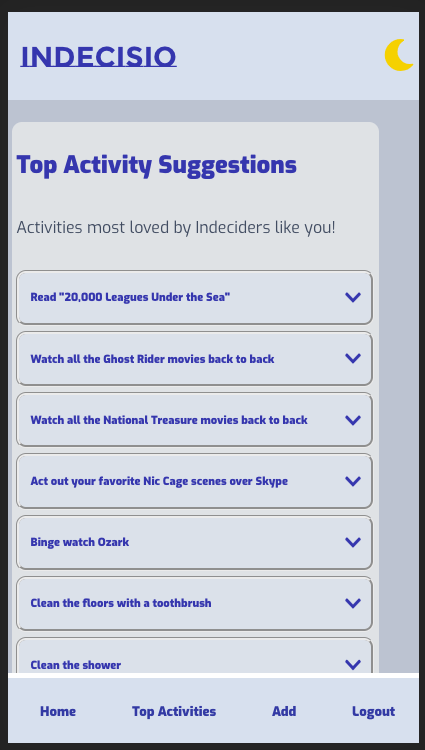 INDECISIO
Top Activity Suggestions
Activities most loved by Indeciders like you!
Read "20,000 Leagues Under the Sea"
Watch all the Ghost Rider movies back to back
Watch all the National Treasure movies back to back
Act out your favorite Nic Cage scenes over Skype
Binge watch Ozark
Clean the floors with a toothbrush
Clean the shower
Home Top Activities Add Logout